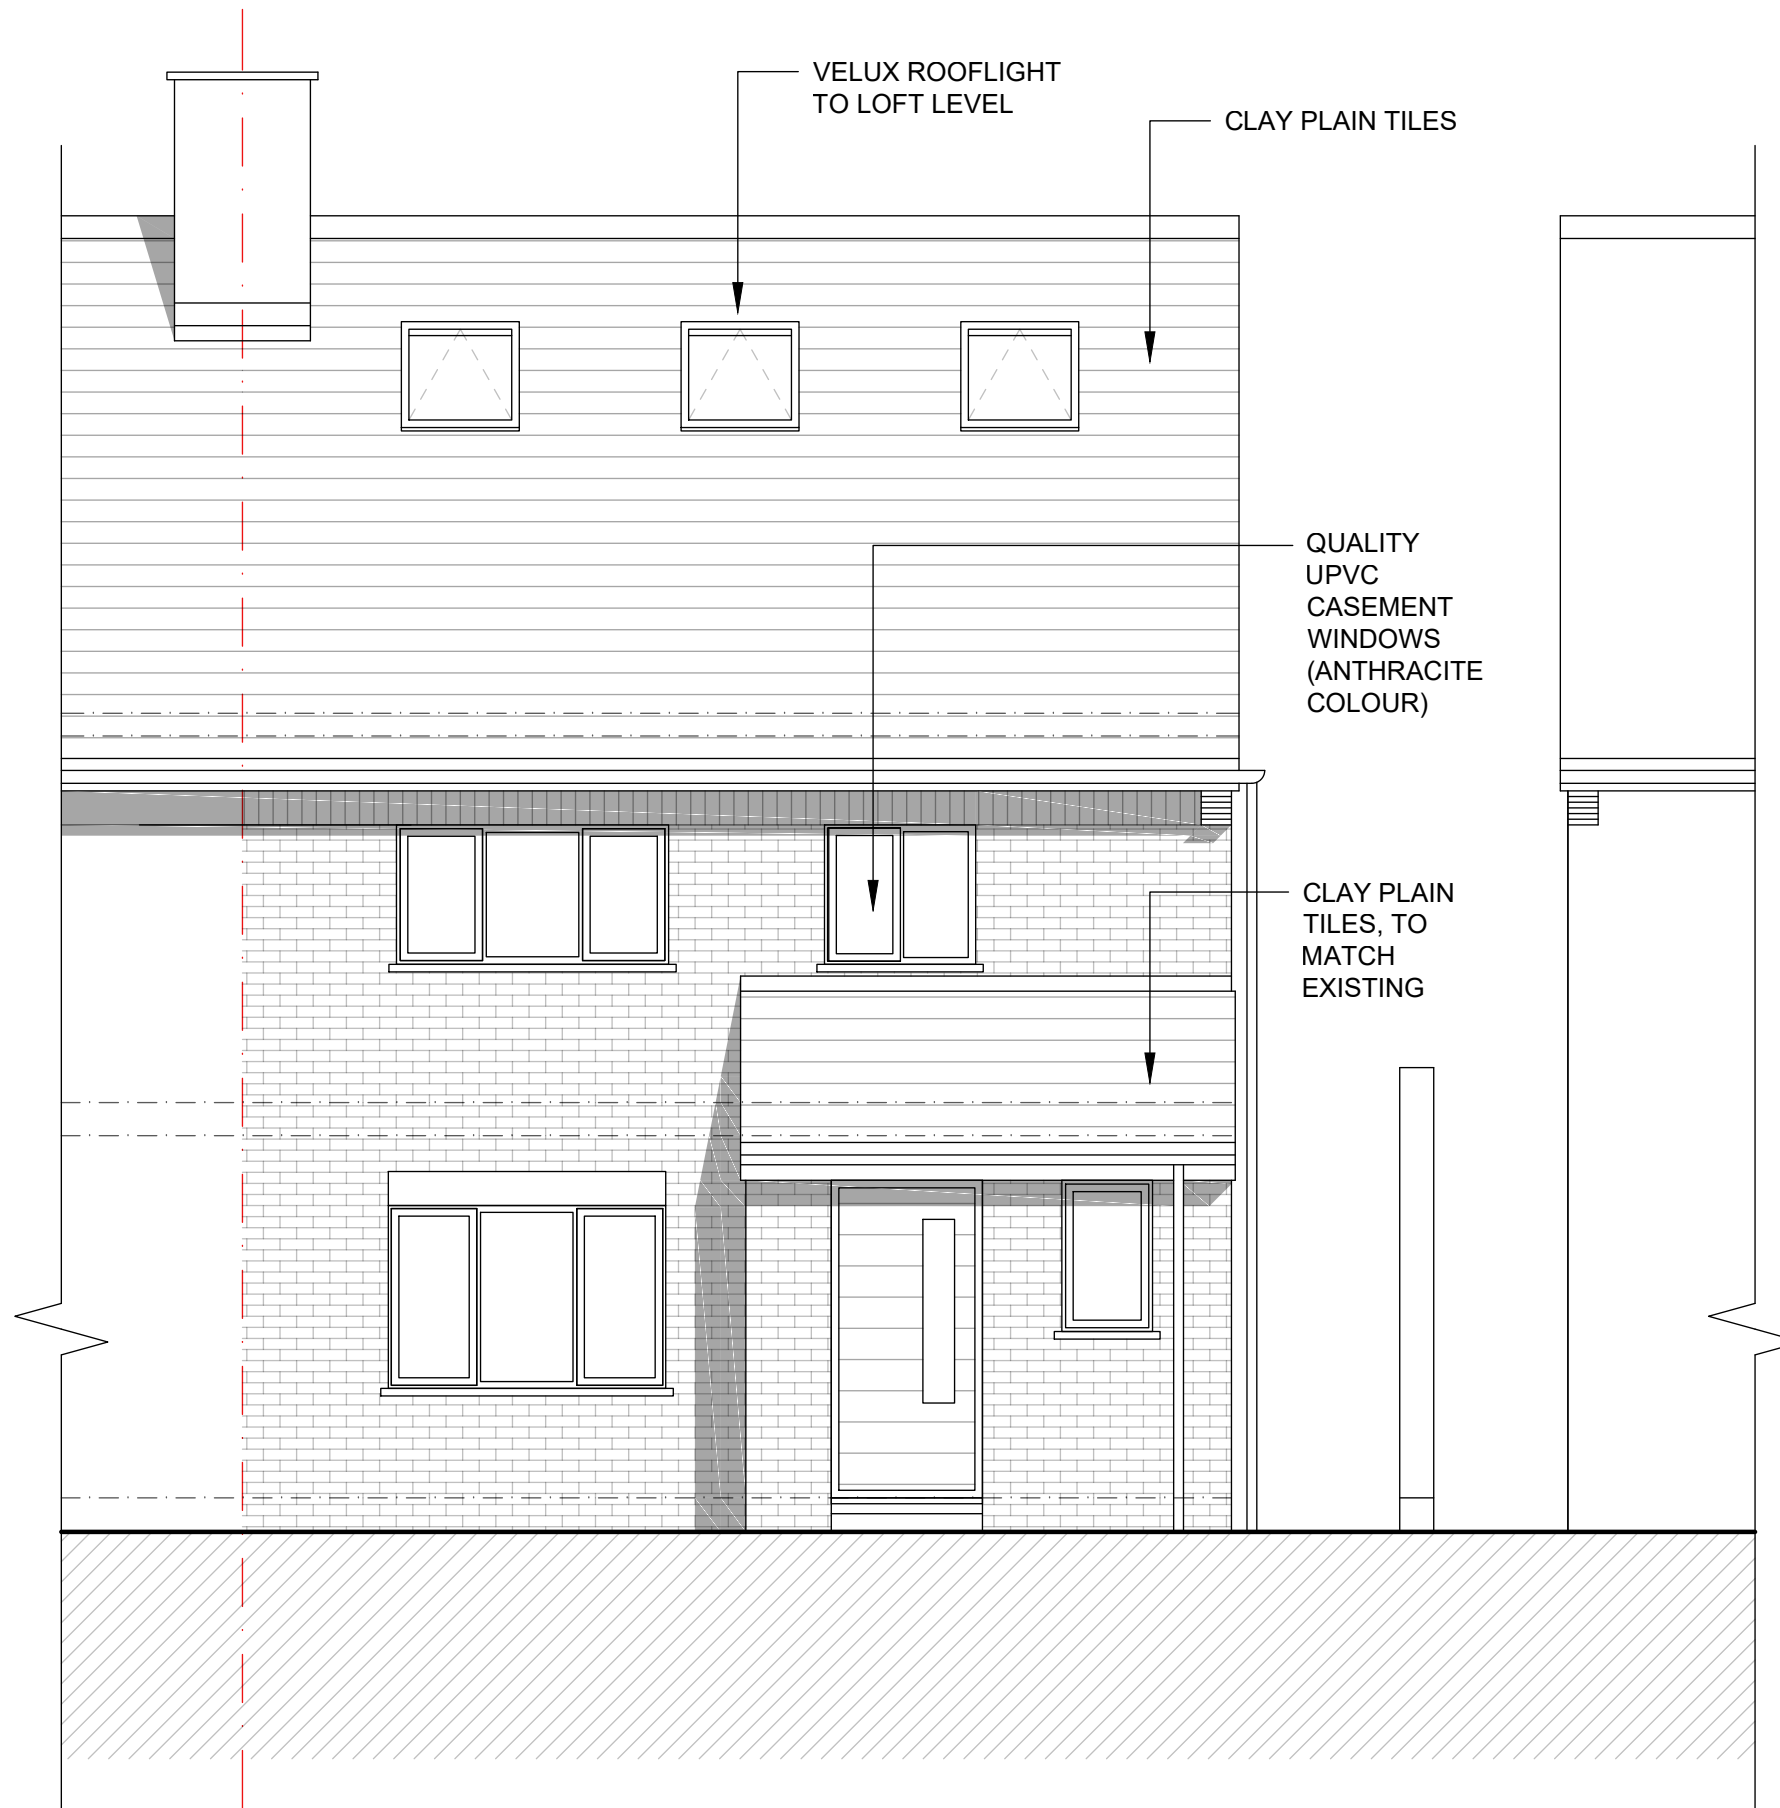 VELUX ROOFLIGHT
TO LOFT LEVEL
CLAY PLAIN TILES
QUALITY
UPVC
CASEMENT
WINDOWS
(ANTHRACITE
COLOUR)
CLAY PLAIN
TILES, TO
MATCH
EXISTING